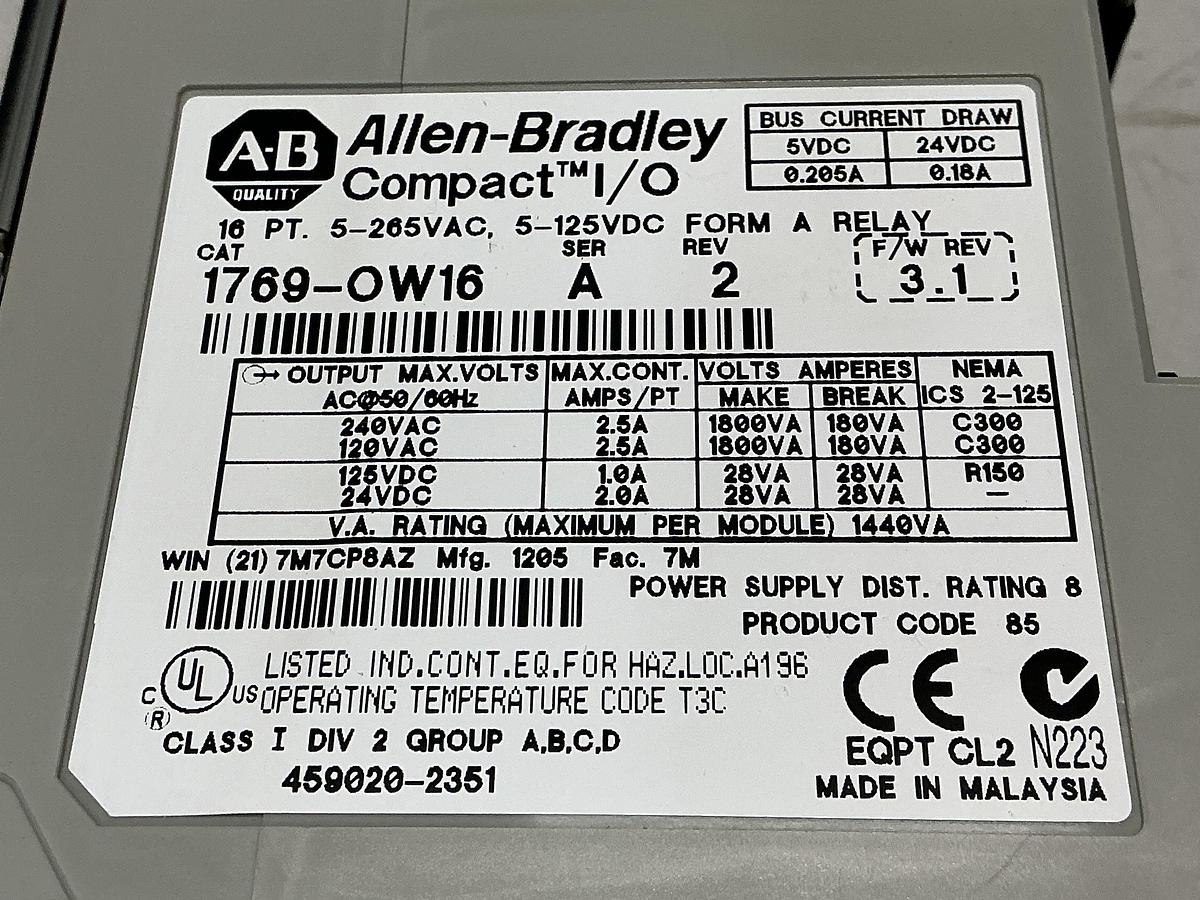 A-B
QUALITY
Allen-Bradley
Compact™ I/O
BUS CURRENT DRAW
5VDC 24VDC
0.205A 0.18A
16 PT. 5-265VAC, 5-125VDC FORM A RELAY
CAT SER REV F/W REV
1769-OW16 A 2 3.1
OUTPUT MAX.VOLTS MAX.CONT. VOLTS AMPERES NEMA
AC@50/60Hz AMPS/PT MAKE BREAK ICS 2-125
240VAC 2.5A 1800VA 180VA C300
120VAC 2.5A 1800VA 180VA C300
125VDC 1.0A 28VA 28VA R150
24VDC 2.0A 28VA 28VA —
V.A. RATING (MAXIMUM PER MODULE) 1440VA
WIN (21) 7M7CP8AZ Mfg. 1205 Fac. 7M
POWER SUPPLY DIST. RATING 8
PRODUCT CODE 85
C UL US ®
LISTED IND.CONT.EQ.FOR HAZ.LOC.A196
OPERATING TEMPERATURE CODE T3C
CLASS I DIV 2 GROUP A,B,C,D
459020-2351
CE
EQPT CL2 N223
MADE IN MALAYSIA